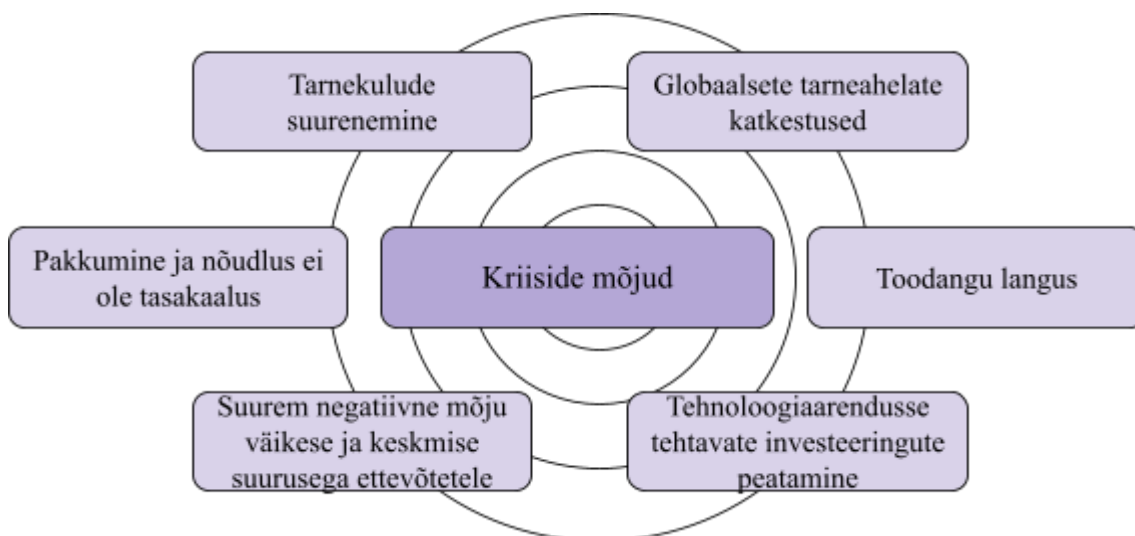 Tarnekulude
suurenemine
Globaalsete tarneahelate
katkestused
Pakkumine ja nõudlus ei
ole tasakaalus
Kriiside mõjud
Toodangu langus
Suurem negatiivne mõju
väikese ja keskmise
suurusega ettevõtetele
Tehnoloogiaarendusse
tehtavate investeeringute
peatamine